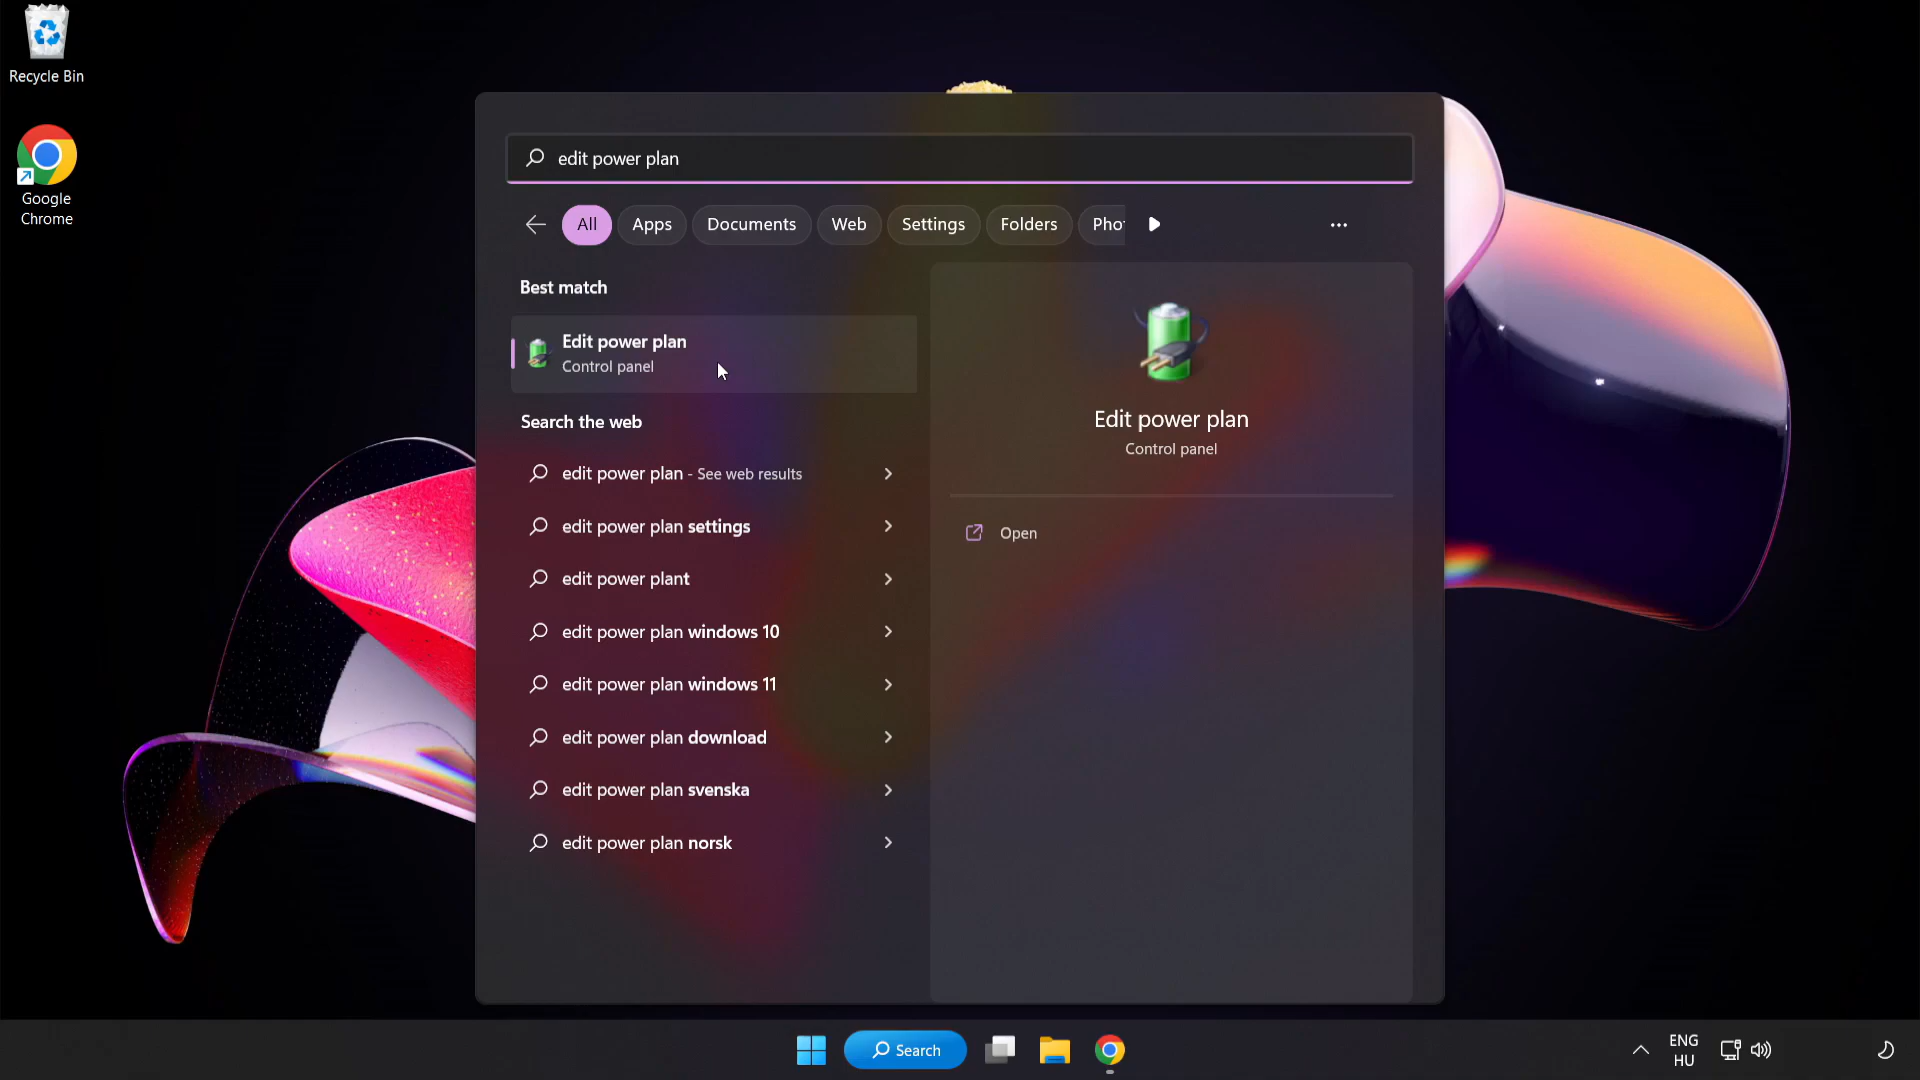 Recycle Bin
Google
Chrome
edit power plan
All
Apps
Documents
Web
Settings
Folders
Pho
Best match
Edit power plan
Control panel
Search the web
edit power plan - See web results
edit power plan settings
edit power plant
edit power plan windows 10
edit power plan windows 11
edit power plan download
edit power plan svenska
edit power plan norsk
Edit power plan
Control panel
Open
Search
ENG
HU